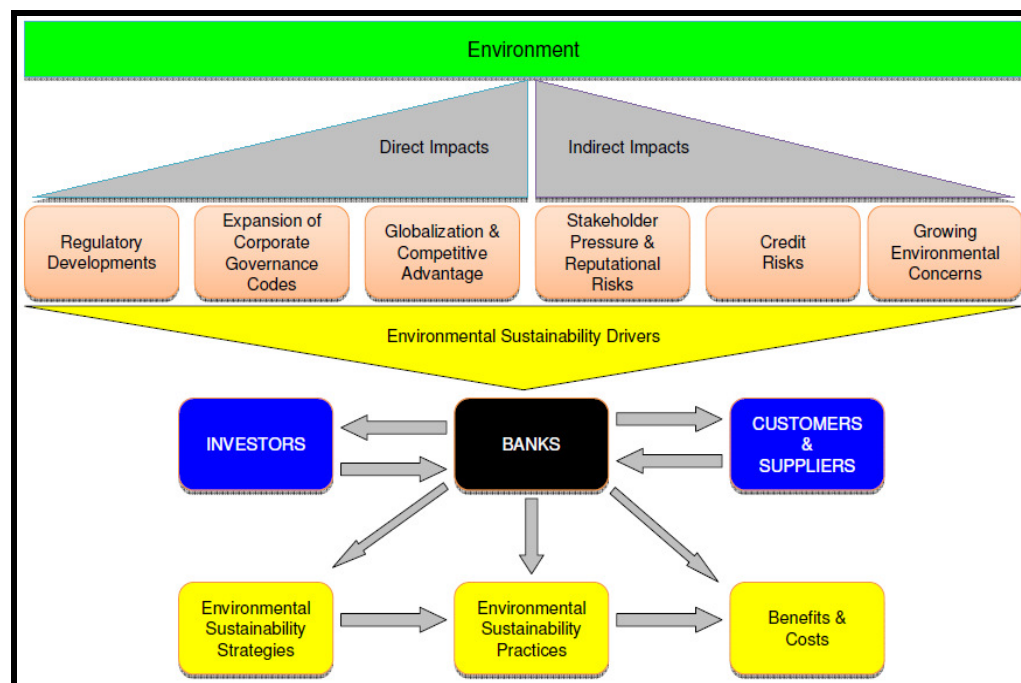 Environment
Direct Impacts
Indirect Impacts
Regulatory
Developments
Expansion of
Corporate
Governance
Codes
Globalization &
Competitive
Advantage
Stakeholder
Pressure &
Reputational
Risks
Credit
Risks
Growing
Environmental
Concerns
Environmental Sustainability Drivers
INVESTORS
BANKS
CUSTOMERS
&
SUPPLIERS
Environmental
Sustainability
Strategies
Environmental
Sustainability
Practices
Benefits &
Costs